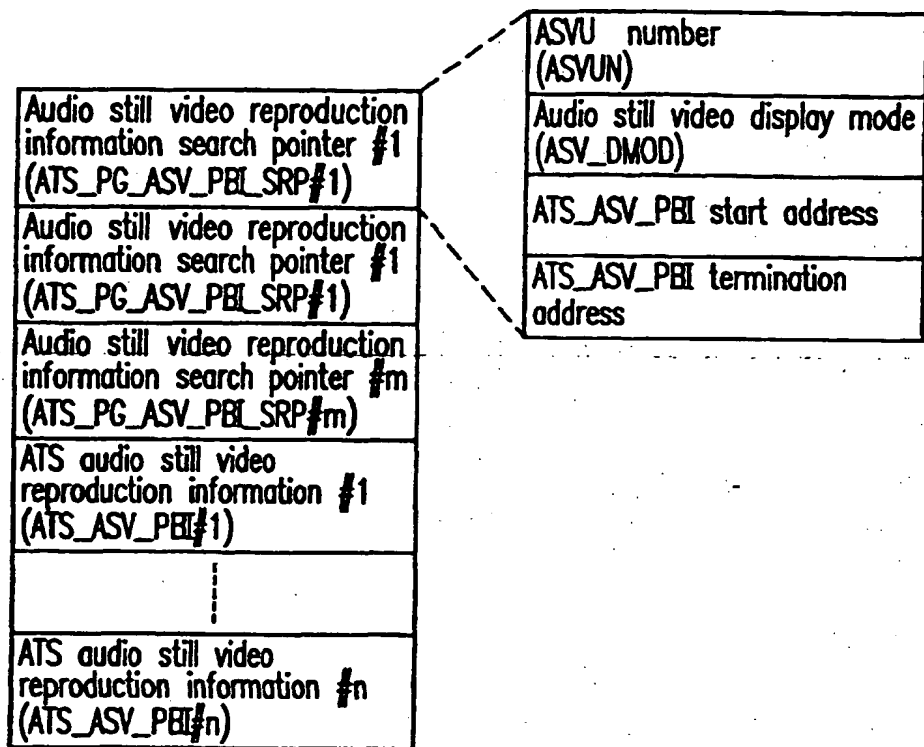 Audio still video reproduction
information search pointer #1
(ATS_PG_ASV_PBI_SRP#1)
Audio still video reproduction
information search pointer #1
(ATS_PG_ASV_PBI_SRP#1)
Audio still video reproduction
information search pointer #m
(ATS_PG_ASV_PBI_SRP#m)
ATS audio still video
reproduction information #1
(ATS_ASV_PBI#1)
ATS audio still video
reproduction information #n
(ATS_ASV_PBI#n)
ASVU number
(ASVUN)
Audio still video display mode
(ASV_DMOD)
ATS_ASV_PBI start address
ATS_ASV_PBI termination
address